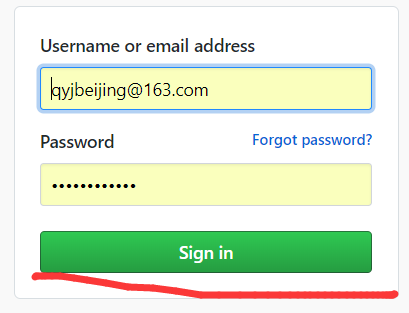 Username or email address
qyjbeijing@163.com
Password Forgot password?
••••••••••••
Sign in